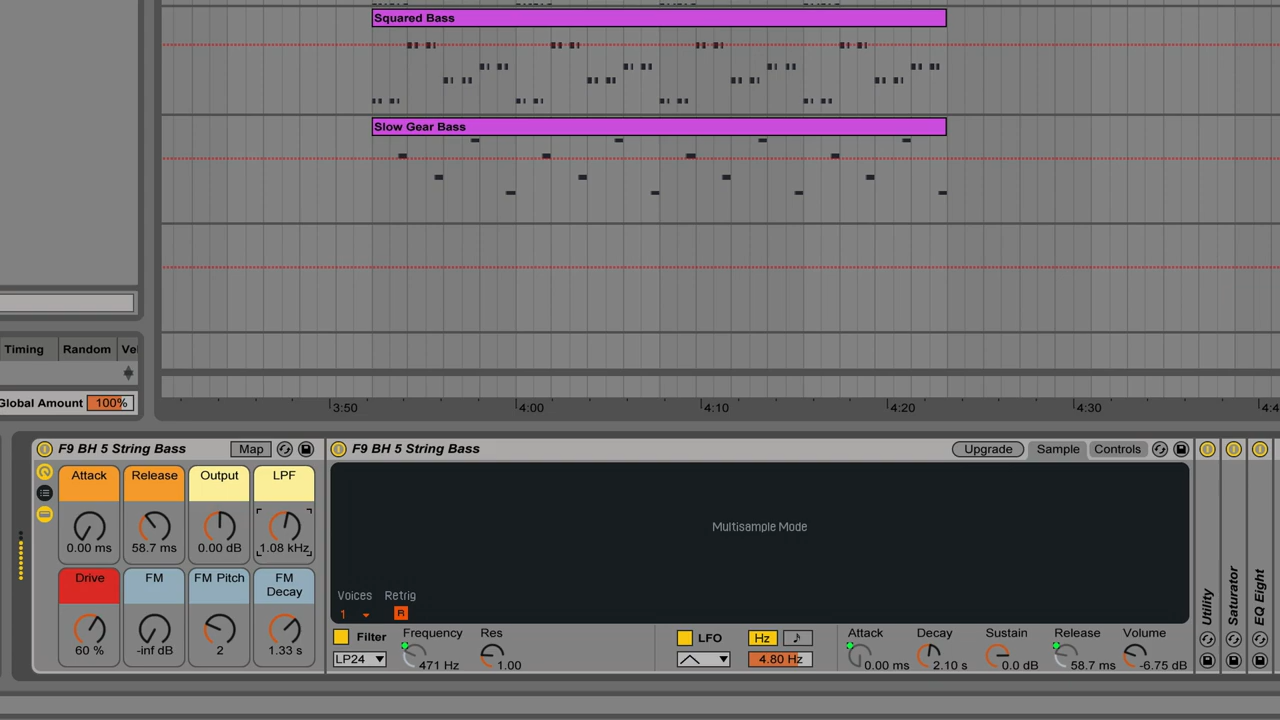 Squared Bass
Slow Gear Bass
Timing Random
Global Amount 100%
3:50 4:00 4:10 4:20 4:30
F9 BH 5 String Bass Map
Attack Release Output LPF
0.00 ms 58.7 ms 0.00 dB 1.08 kHz
Drive FM FM Pitch FM Decay
60 % -inf dB 2 1.33 s
F9 BH 5 String Bass Upgrade Sample Controls
Multisample Mode
Voices Retrig
1 R
Filter Frequency Res
LP24 471 Hz 1.00
LFO Hz
4.80 Hz
Attack Decay Sustain Release Volume
0.00 ms 2.10 s 0.0 dB 58.7 ms -6.75 dB
Utility
Saturator
EQ Eight